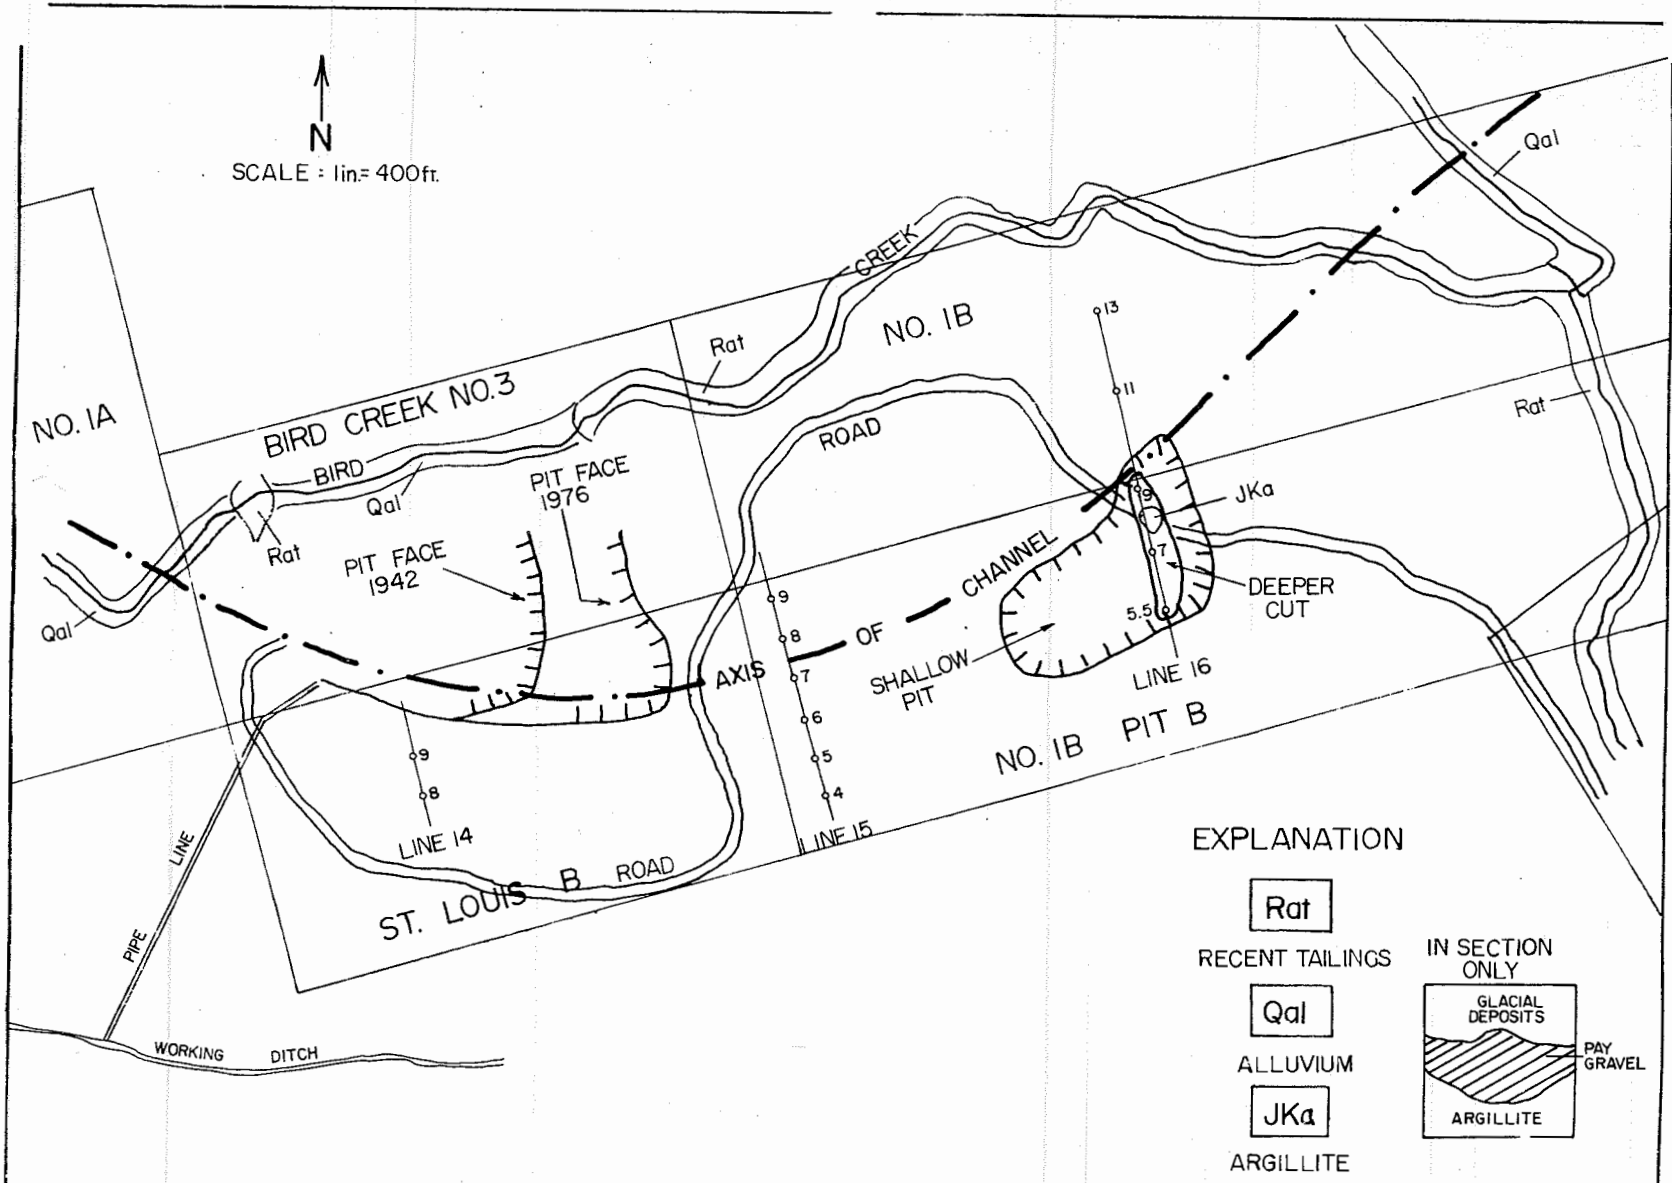 N
SCALE : 1in.= 400ft.
Qal
CREEK
NO. 1B
13
Rat
11
NO. 1A
BIRD CREEK NO.3
ROAD
Rat
BIRD
Qal
PIT FACE
1976
9
JKa
Rat
PIT FACE
1942
7
DEEPER
CUT
5.5
Qal
AXIS OF CHANNEL
9
8
7
6
5
4
LINE 15
SHALLOW
PIT
LINE 16
NO. 1B PIT B
9
8
LINE 14
ST. LOUIS B
ROAD
PIPE LINE
WORKING DITCH
EXPLANATION
Rat
RECENT TAILINGS
Qal
ALLUVIUM
JKa
ARGILLITE
IN SECTION
ONLY
GLACIAL
DEPOSITS
PAY
GRAVEL
ARGILLITE